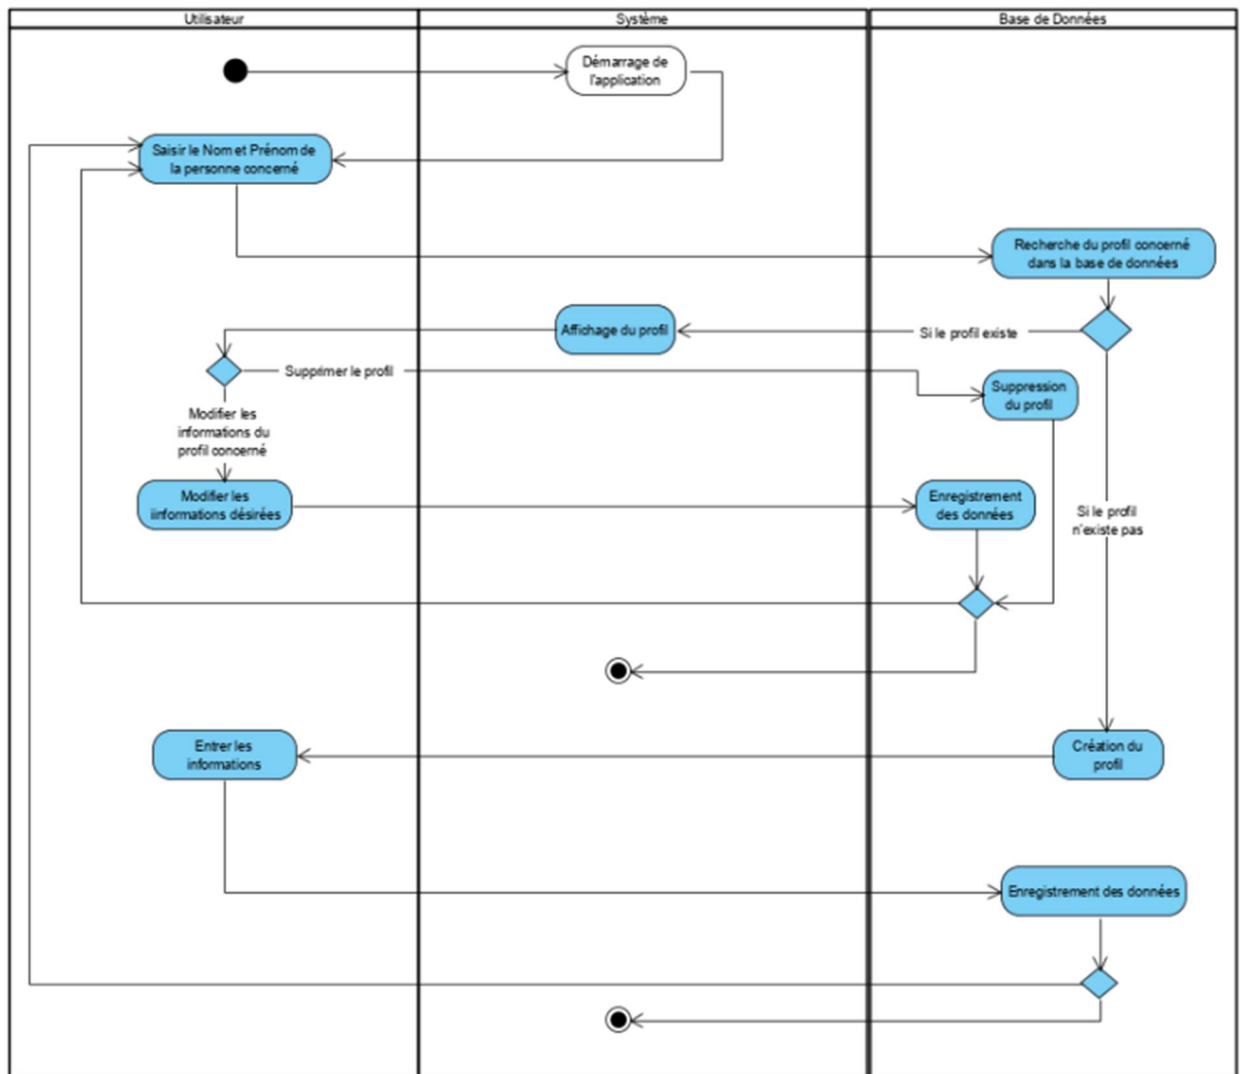 Utilisateur
Système
Base de Données
Démarrage de
l'application
Saisir le Nom et Prénom de
la personne concerné
Recherche du profil concerné
dans la base de données
Affichage du profil
Si le profil existe
Supprimer le profil
Suppression
du profil
Modifier les
informations du
profil concerné
Modifier les
iinformations désirées
Enregistrement
des données
Si le profil
n'existe pas
Entrer les
informations
Création du
profil
Enregistrement des données